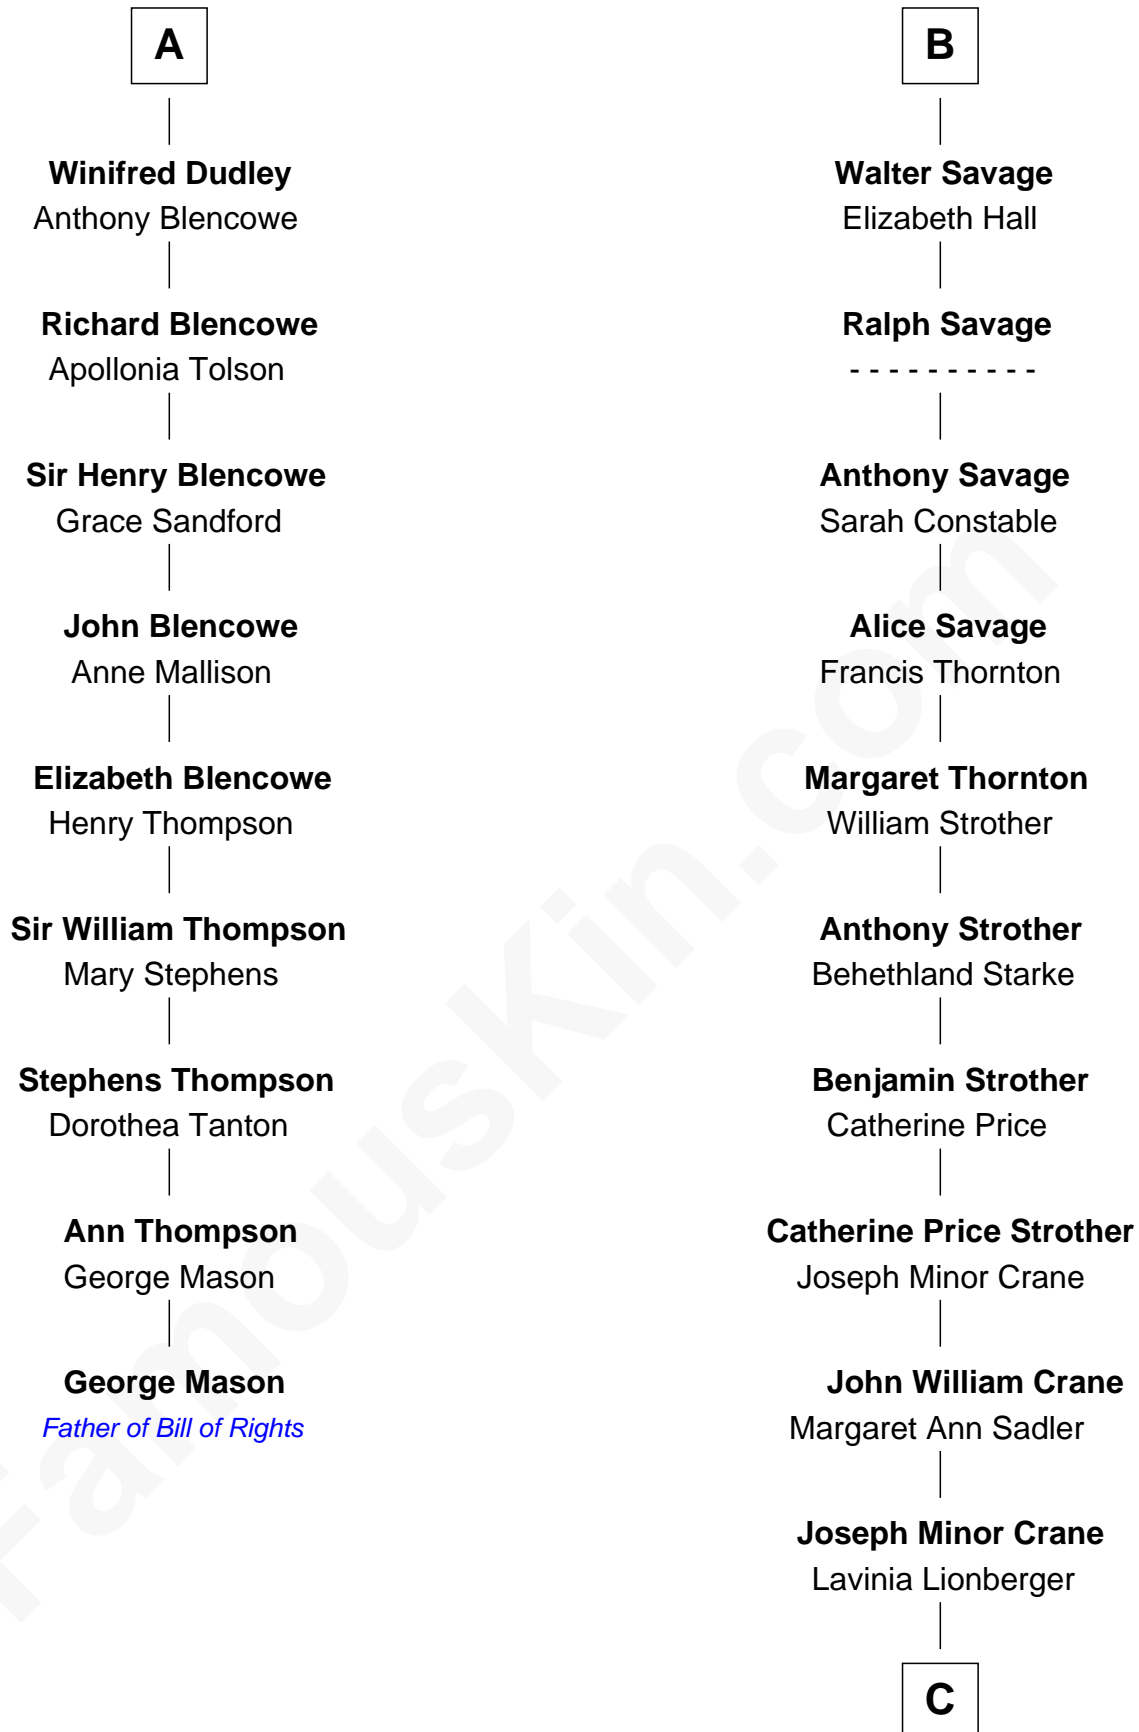 A
Winifred Dudley
Anthony Blencowe
Richard Blencowe
Apollonia Tolson
Sir Henry Blencowe
Grace Sandford
John Blencowe
Anne Mallison
Elizabeth Blencowe
Henry Thompson
Sir William Thompson
Mary Stephens
Stephens Thompson
Dorothea Tanton
Ann Thompson
George Mason
George Mason
Father of Bill of Rights
B
Walter Savage
Elizabeth Hall
Ralph Savage
- - - - - - - - - -
Anthony Savage
Sarah Constable
Alice Savage
Francis Thornton
Margaret Thornton
William Strother
Anthony Strother
Behethland Starke
Benjamin Strother
Catherine Price
Catherine Price Strother
Joseph Minor Crane
John William Crane
Margaret Ann Sadler
Joseph Minor Crane
Lavinia Lionberger
C
FamousKin.com